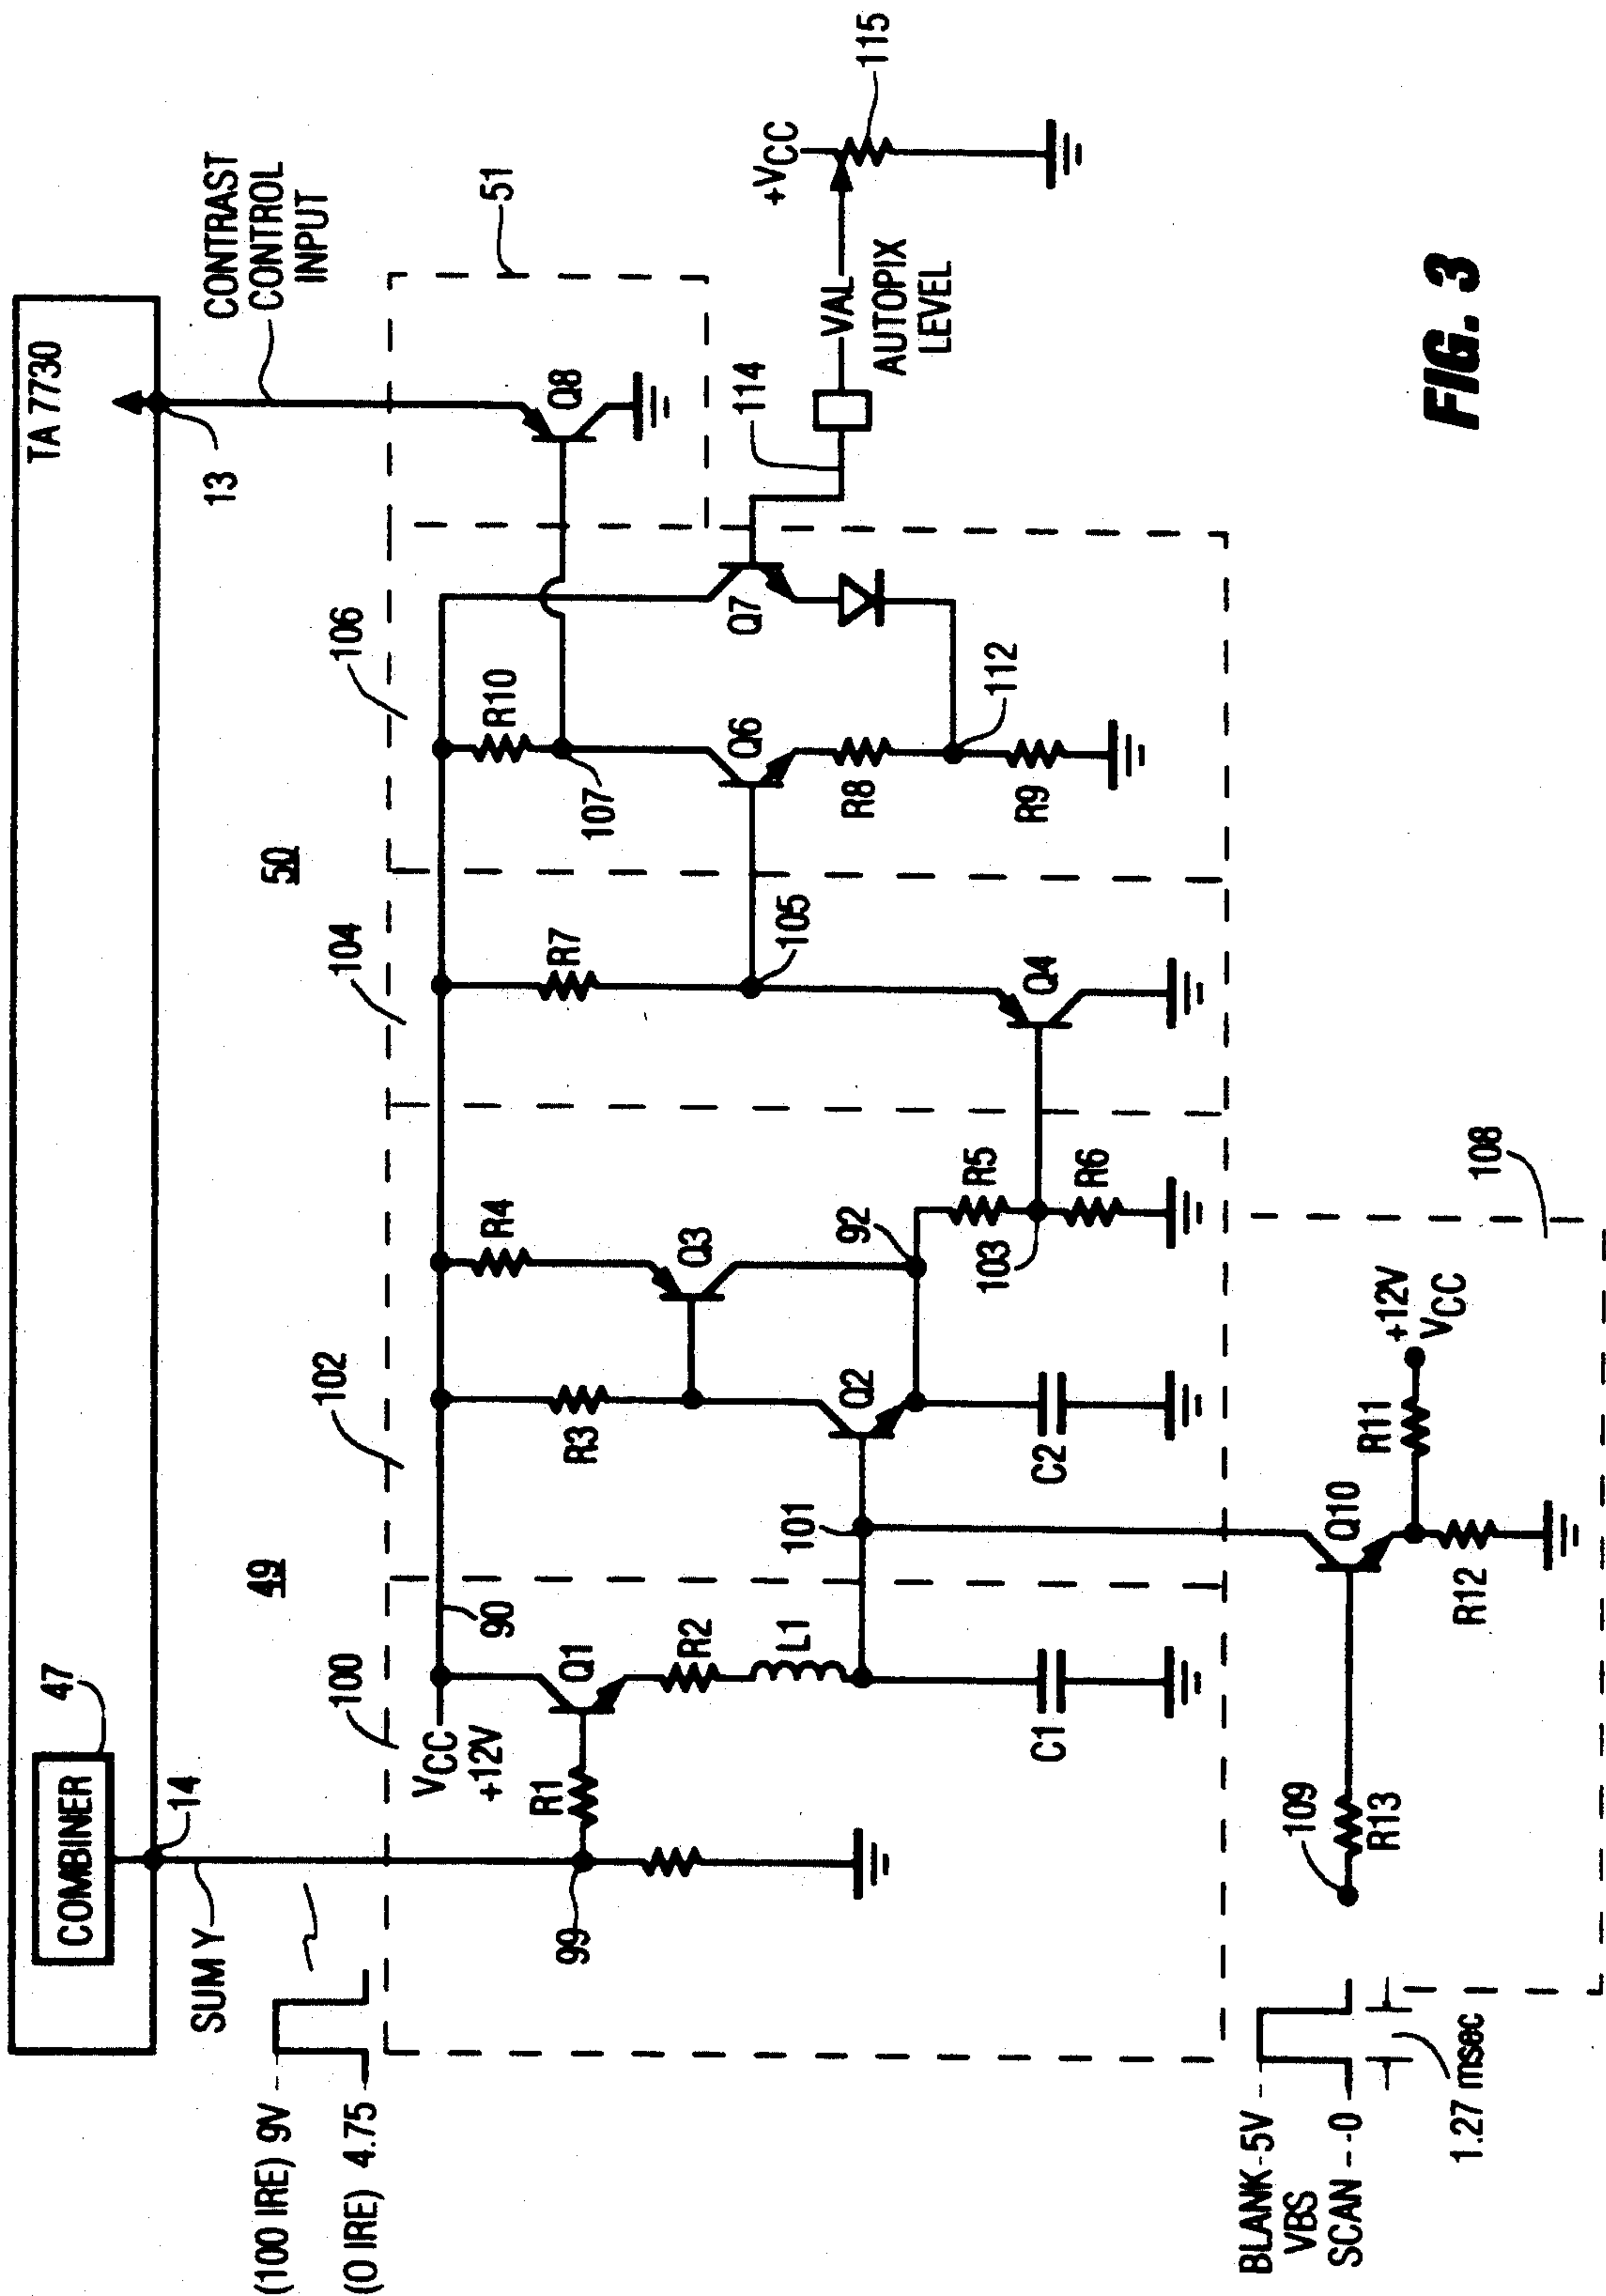 TA 7730
COMBINER
47
14
SUM Y
(100 IRE) 9V
(0 IRE) 4.75
13
CONTRAST
CONTROL
INPUT
49
50
51
100
102
104
106
VCC
+12V
90
R1
99
Q1
R2
L1
C1
101
R3
Q2
C2
R4
Q3
92
R5
R6
103
R7
105
Q4
R10
107
Q6
R8
R9
112
Q7
Q8
114
VAL
AUTOPIX
LEVEL
+VCC
115
BLANK 5V
VBS
SCAN 0
1.27 msec
109
R13
Q10
R12
R11
+12V
VCC
108
FIG. 3